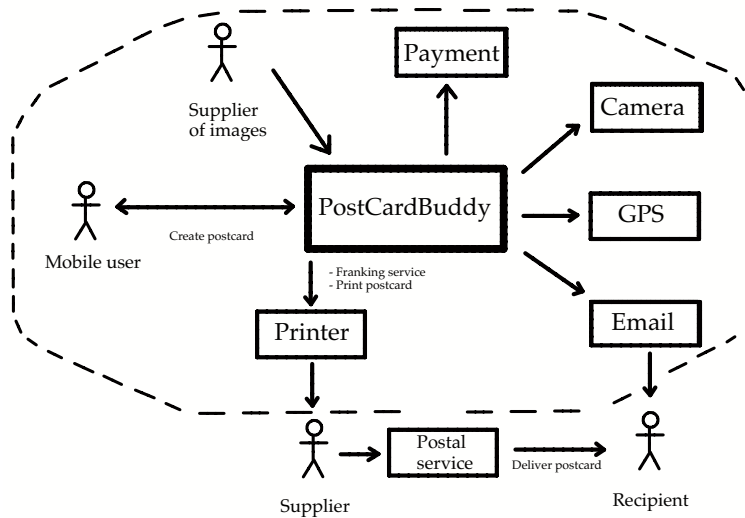 Payment
Supplier
of images
Camera
PostCardBuddy
GPS
Mobile user
Create postcard
- Franking service
- Print postcard
Printer
Email
Postal
service
Deliver postcard
Supplier
Recipient